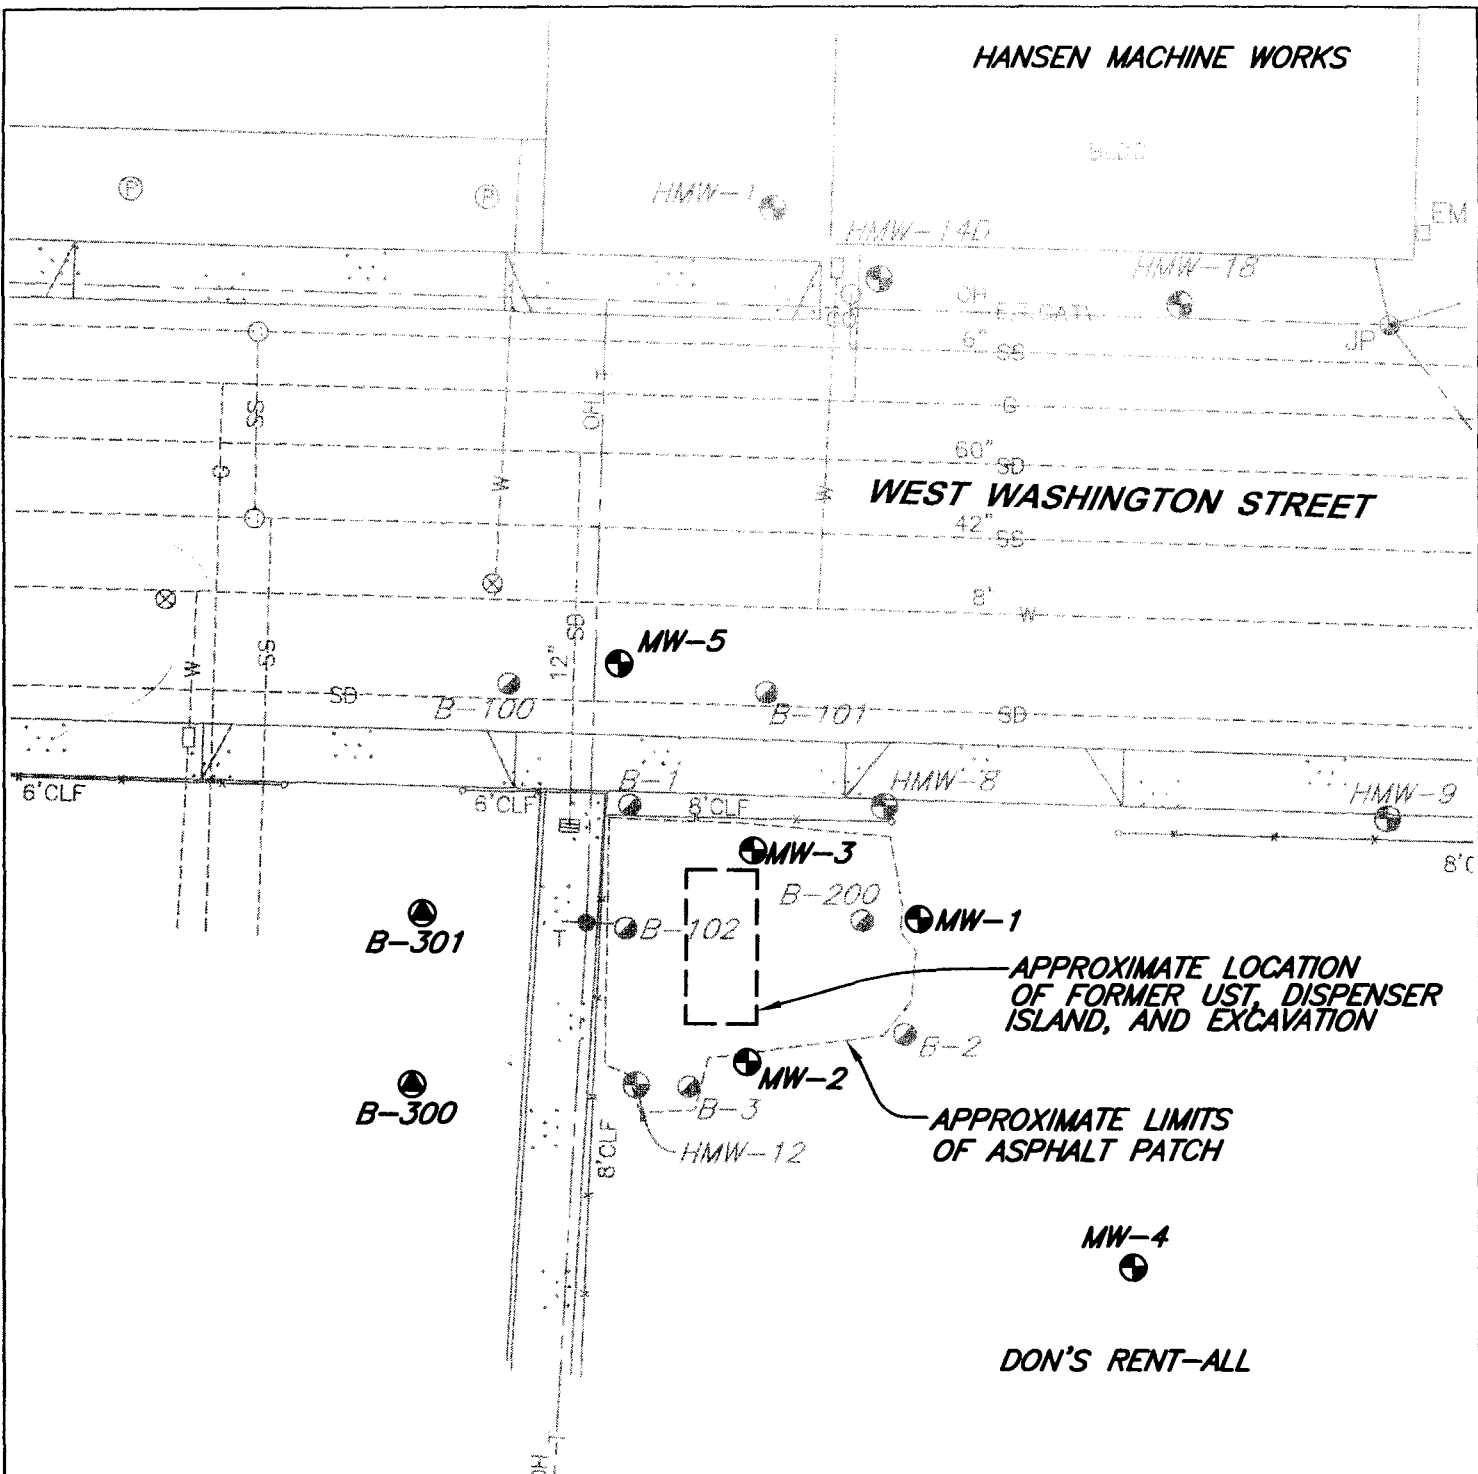 HANSEN MACHINE WORKS
BLDG
P
P
HMW-1
EM
HMW-14D
HMW-18
OH
CO
6"
SS
JP
OH
T
SS
G
G
60"
SD
W
W
WEST WASHINGTON STREET
42"
SS
8"
W
SD
12"
MW-5
SS
W
SD
B-100
B-101
SD
B-1
HMW-8
6'CLF
6'CLF
8'CLF
HMW-9
MW-3
8'C
B-200
B-301
T
B-102
MW-1
APPROXIMATE LOCATION
OF FORMER UST, DISPENSER
ISLAND, AND EXCAVATION
T
B-2
MW-2
B-300
B-3
APPROXIMATE LIMITS
OF ASPHALT PATCH
8'CLF
HMW-12
MW-4
DON'S RENT-ALL
T
OH